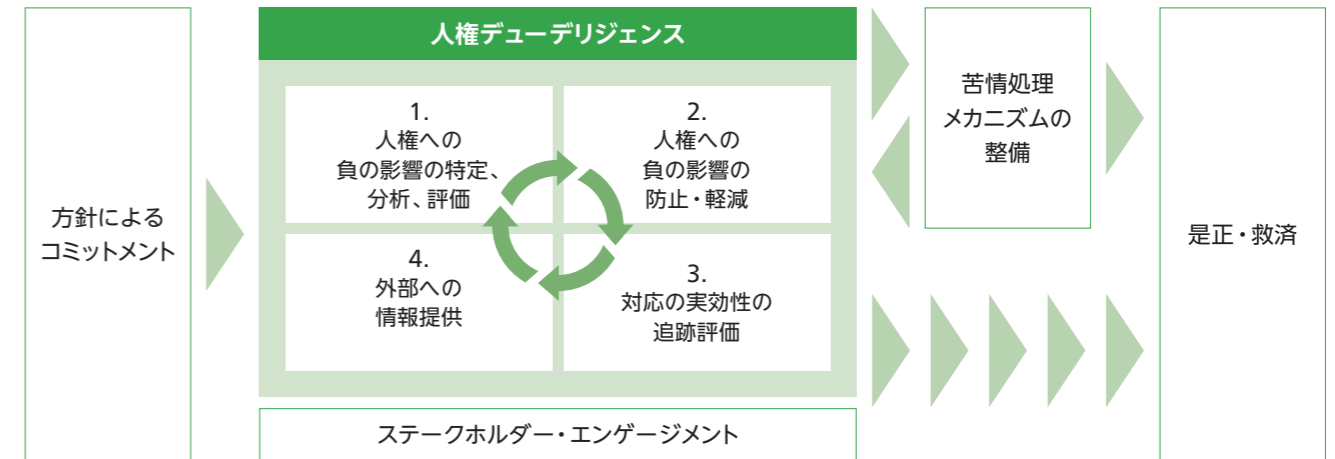 方針による
コミットメント
人権デューデリジェンス
1.
人権への
負の影響の特定、
分析、評価
2.
人権への
負の影響の
防止・軽減
3.
対応の実効性の
追跡評価
4.
外部への
情報提供
ステークホルダー・エンゲージメント
苦情処理
メカニズムの
整備
是正・救済